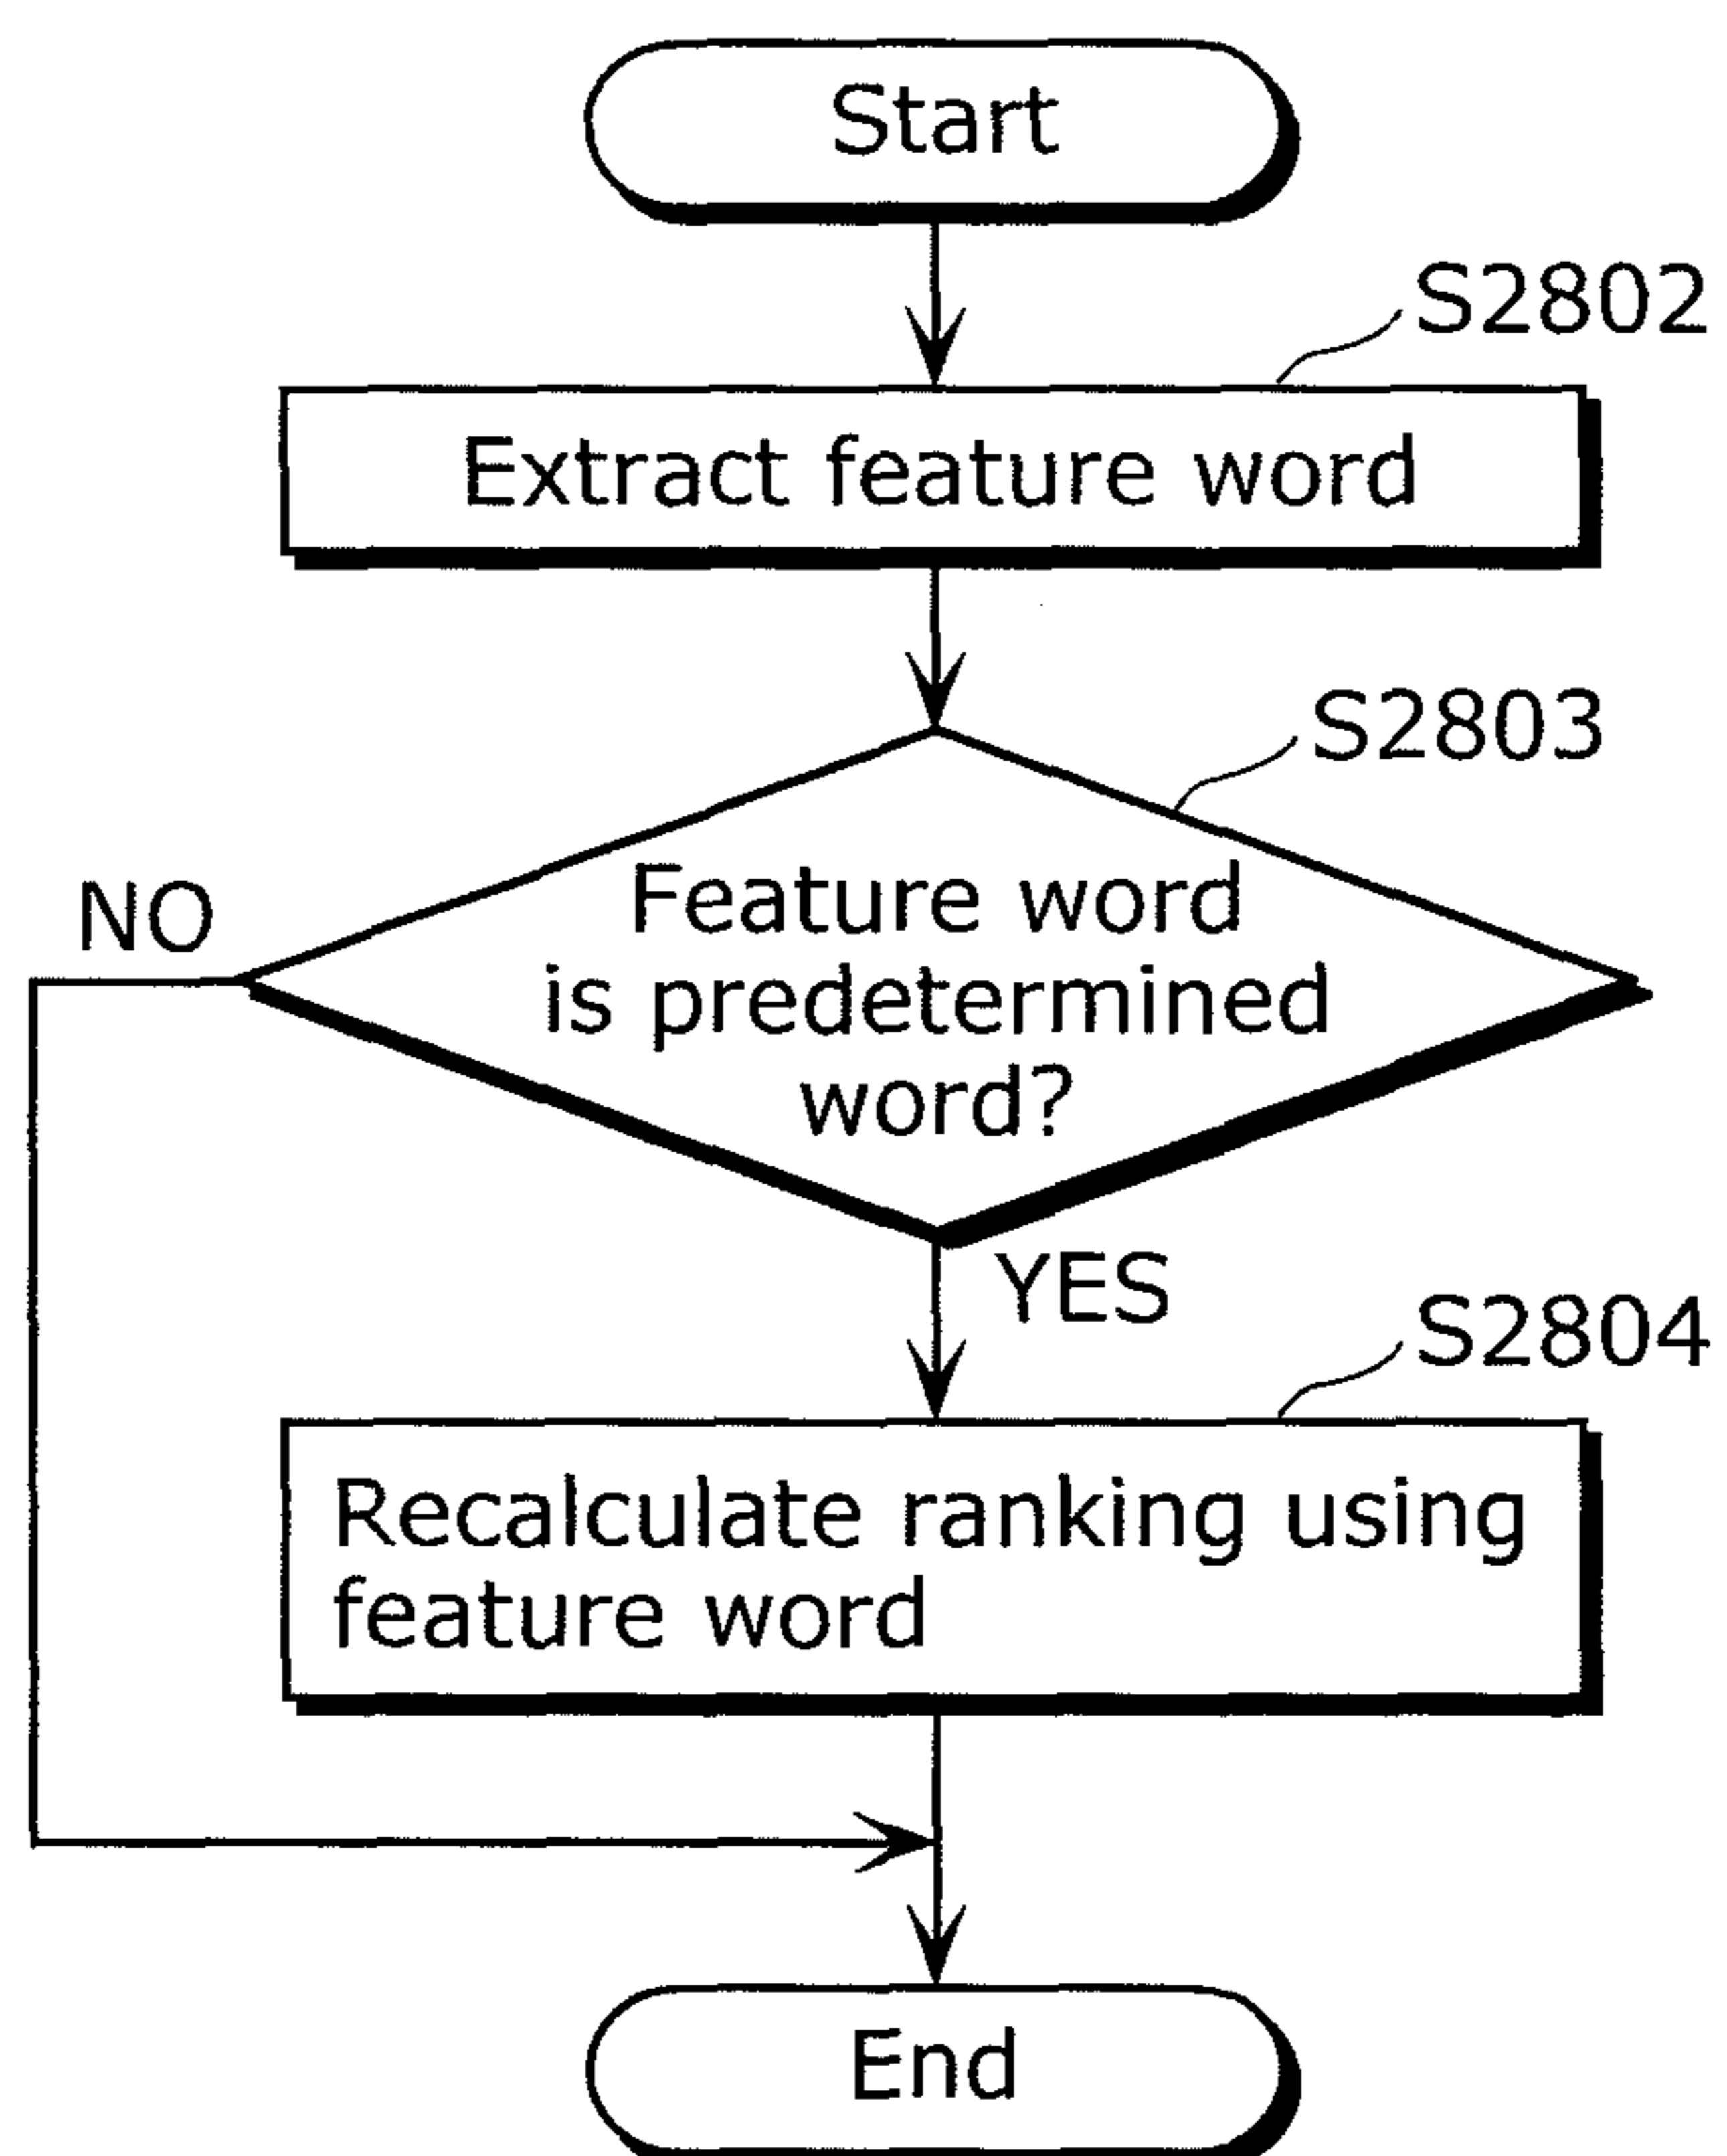 Start
S2802
Extract feature word
S2803
NO
Feature word
is predetermined
word?
YES
S2804
Recalculate ranking using
feature word
End